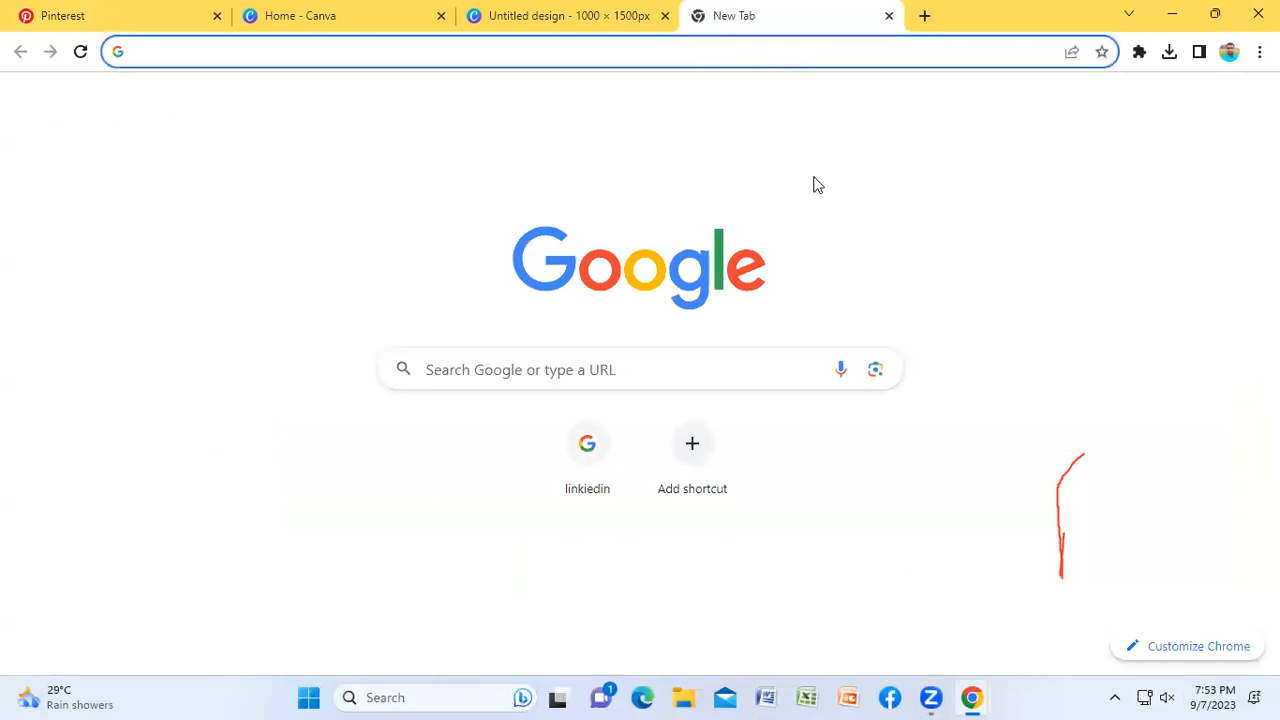 Pinterest
Home - Canva
Untitled design - 1000 × 1500px
New Tab
Google
Search Google or type a URL
linkiedin
Add shortcut
Customize Chrome
29°C
Rain showers
Search
1
7:53 PM
9/7/2023